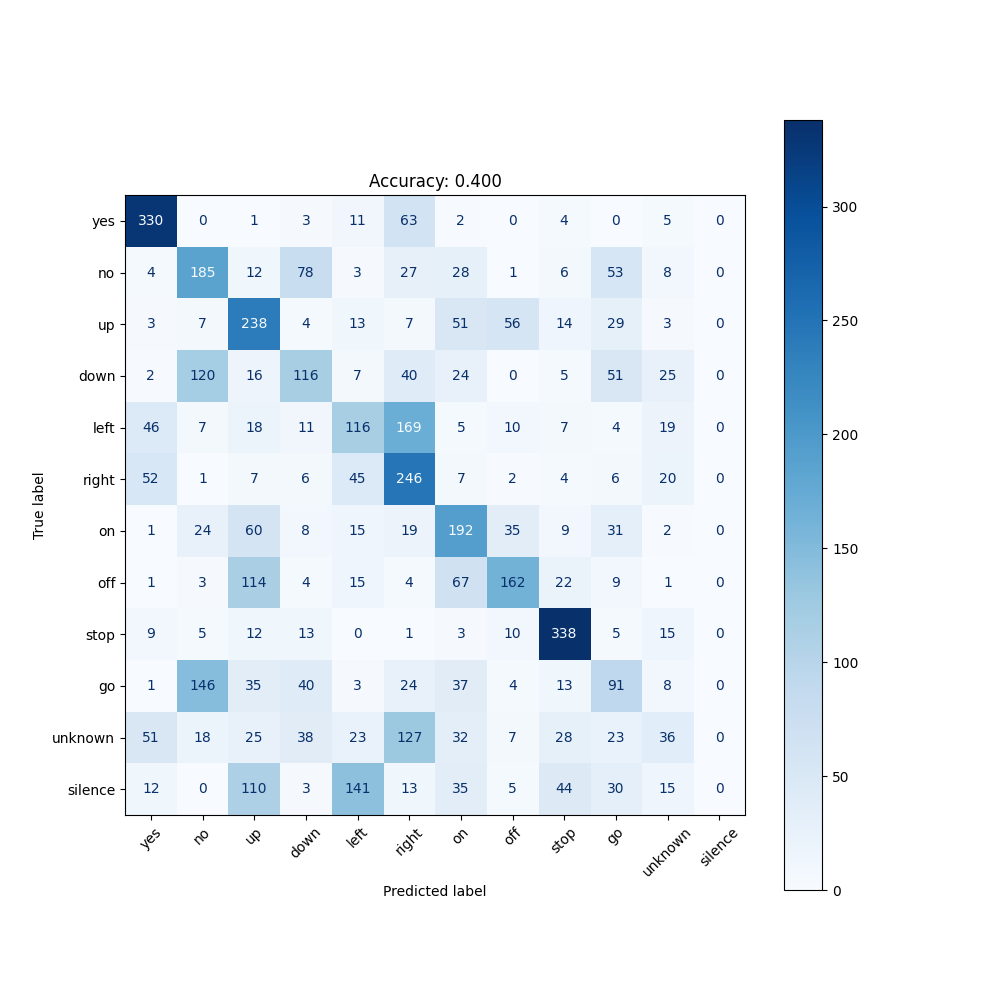 Accuracy: 0.400
yes 330 0 1 3 11 63 2 0 4 0 5 0
no 4 185 12 78 3 27 28 1 6 53 8 0
up 3 7 238 4 13 7 51 56 14 29 3 0
down 2 120 16 116 7 40 24 0 5 51 25 0
left 46 7 18 11 116 169 5 10 7 4 19 0
right 52 1 7 6 45 246 7 2 4 6 20 0
on 1 24 60 8 15 19 192 35 9 31 2 0
off 1 3 114 4 15 4 67 162 22 9 1 0
stop 9 5 12 13 0 1 3 10 338 5 15 0
go 1 146 35 40 3 24 37 4 13 91 8 0
unknown 51 18 25 38 23 127 32 7 28 23 36 0
silence 12 0 110 3 141 13 35 5 44 30 15 0
yes no up down left right on off stop go unknown silence
Predicted label
True label
300
250
200
150
100
50
0